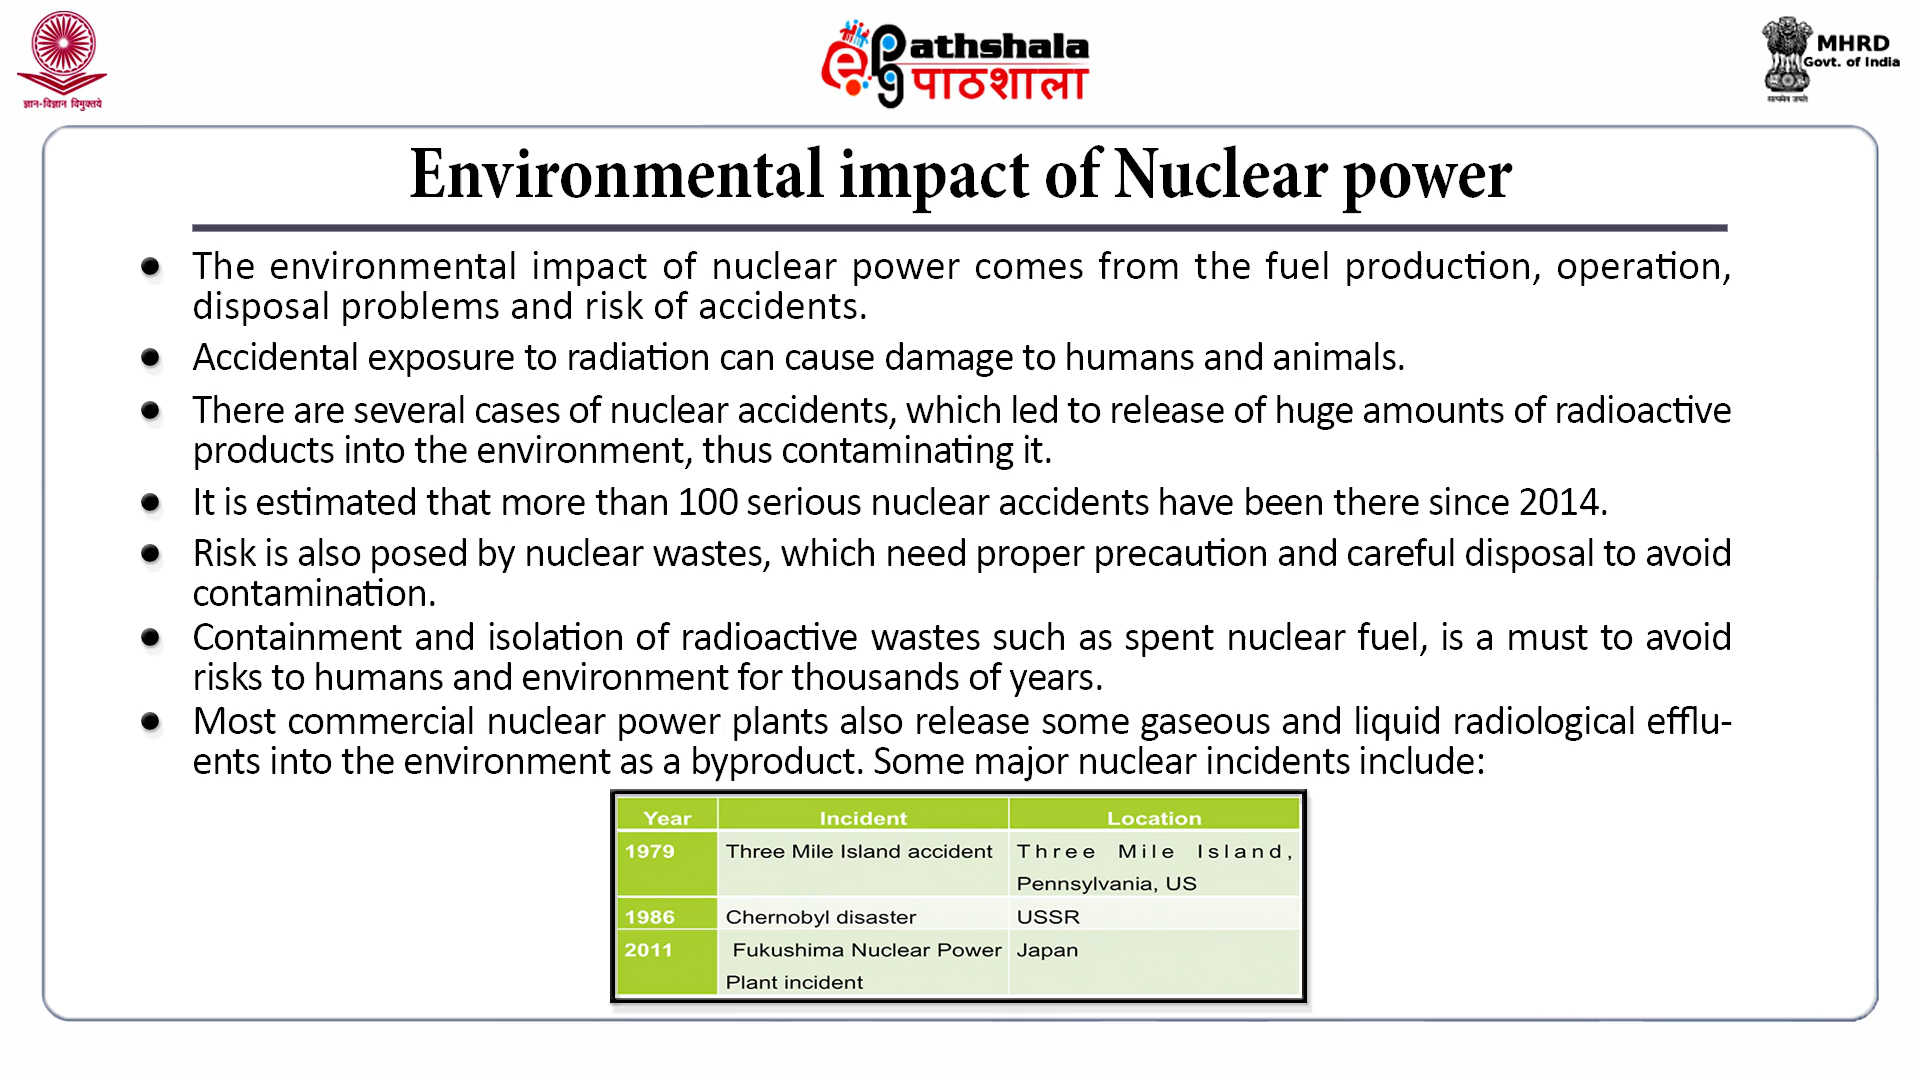 ज्ञान-विज्ञान विमुक्तये
ePG Pathshala
पाठशाला
MHRD
Govt. of India
सत्यमेव जयते
Environmental impact of Nuclear power
● The environmental impact of nuclear power comes from the fuel production, operation,
disposal problems and risk of accidents.
● Accidental exposure to radiation can cause damage to humans and animals.
● There are several cases of nuclear accidents, which led to release of huge amounts of radioactive
products into the environment, thus contaminating it.
● It is estimated that more than 100 serious nuclear accidents have been there since 2014.
● Risk is also posed by nuclear wastes, which need proper precaution and careful disposal to avoid
contamination.
● Containment and isolation of radioactive wastes such as spent nuclear fuel, is a must to avoid
risks to humans and environment for thousands of years.
● Most commercial nuclear power plants also release some gaseous and liquid radiological efflu-
ents into the environment as a byproduct. Some major nuclear incidents include:
Year Incident Location
1979 Three Mile Island accident Three Mile Island,
Pennsylvania, US
1986 Chernobyl disaster USSR
2011 Fukushima Nuclear Power Japan
Plant incident